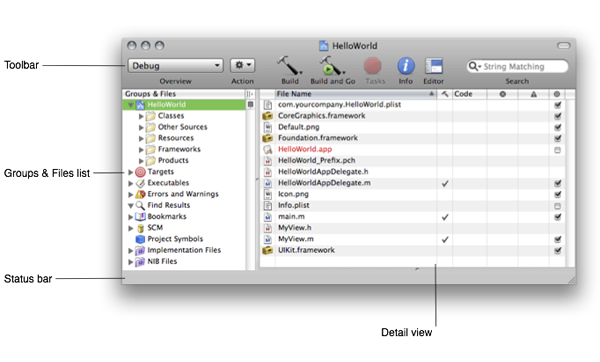 HelloWorld
Toolbar
Debug
String Matching
Overview Action Build Build and Go Tasks Info Editor Search
Groups & Files
File Name Code
HelloWorld
Classes
Other Sources
Resources
Frameworks
Products
Targets
Executables
Errors and Warnings
Find Results
Bookmarks
SCM
Project Symbols
Implementation Files
NIB Files
com.yourcompany.HelloWorld.plist
CoreGraphics.framework
Default.png
Foundation.framework
HelloWorld.app
HelloWorld_Prefix.pch
HelloWorldAppDelegate.h
HelloWorldAppDelegate.m
Icon.png
Info.plist
main.m
MyView.h
MyView.m
UIKit.framework
Groups & Files list
Status bar
Detail view